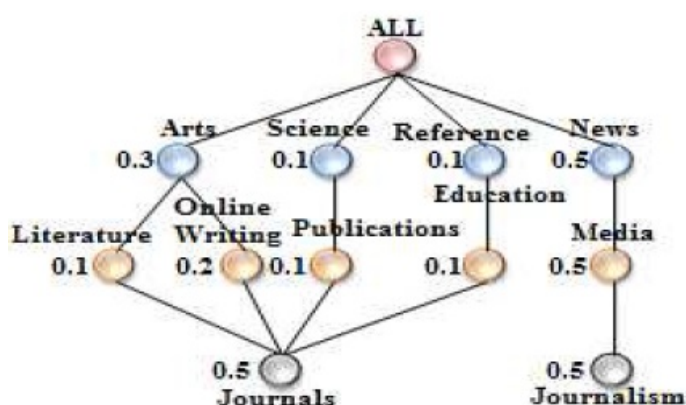 ALL
Arts Science Reference News
0.3 0.1 0.1 0.5
Education
Online
Literature Writing Publications Media
0.1 0.2 0.1 0.1 0.5
0.5 0.5
Journals Journalism